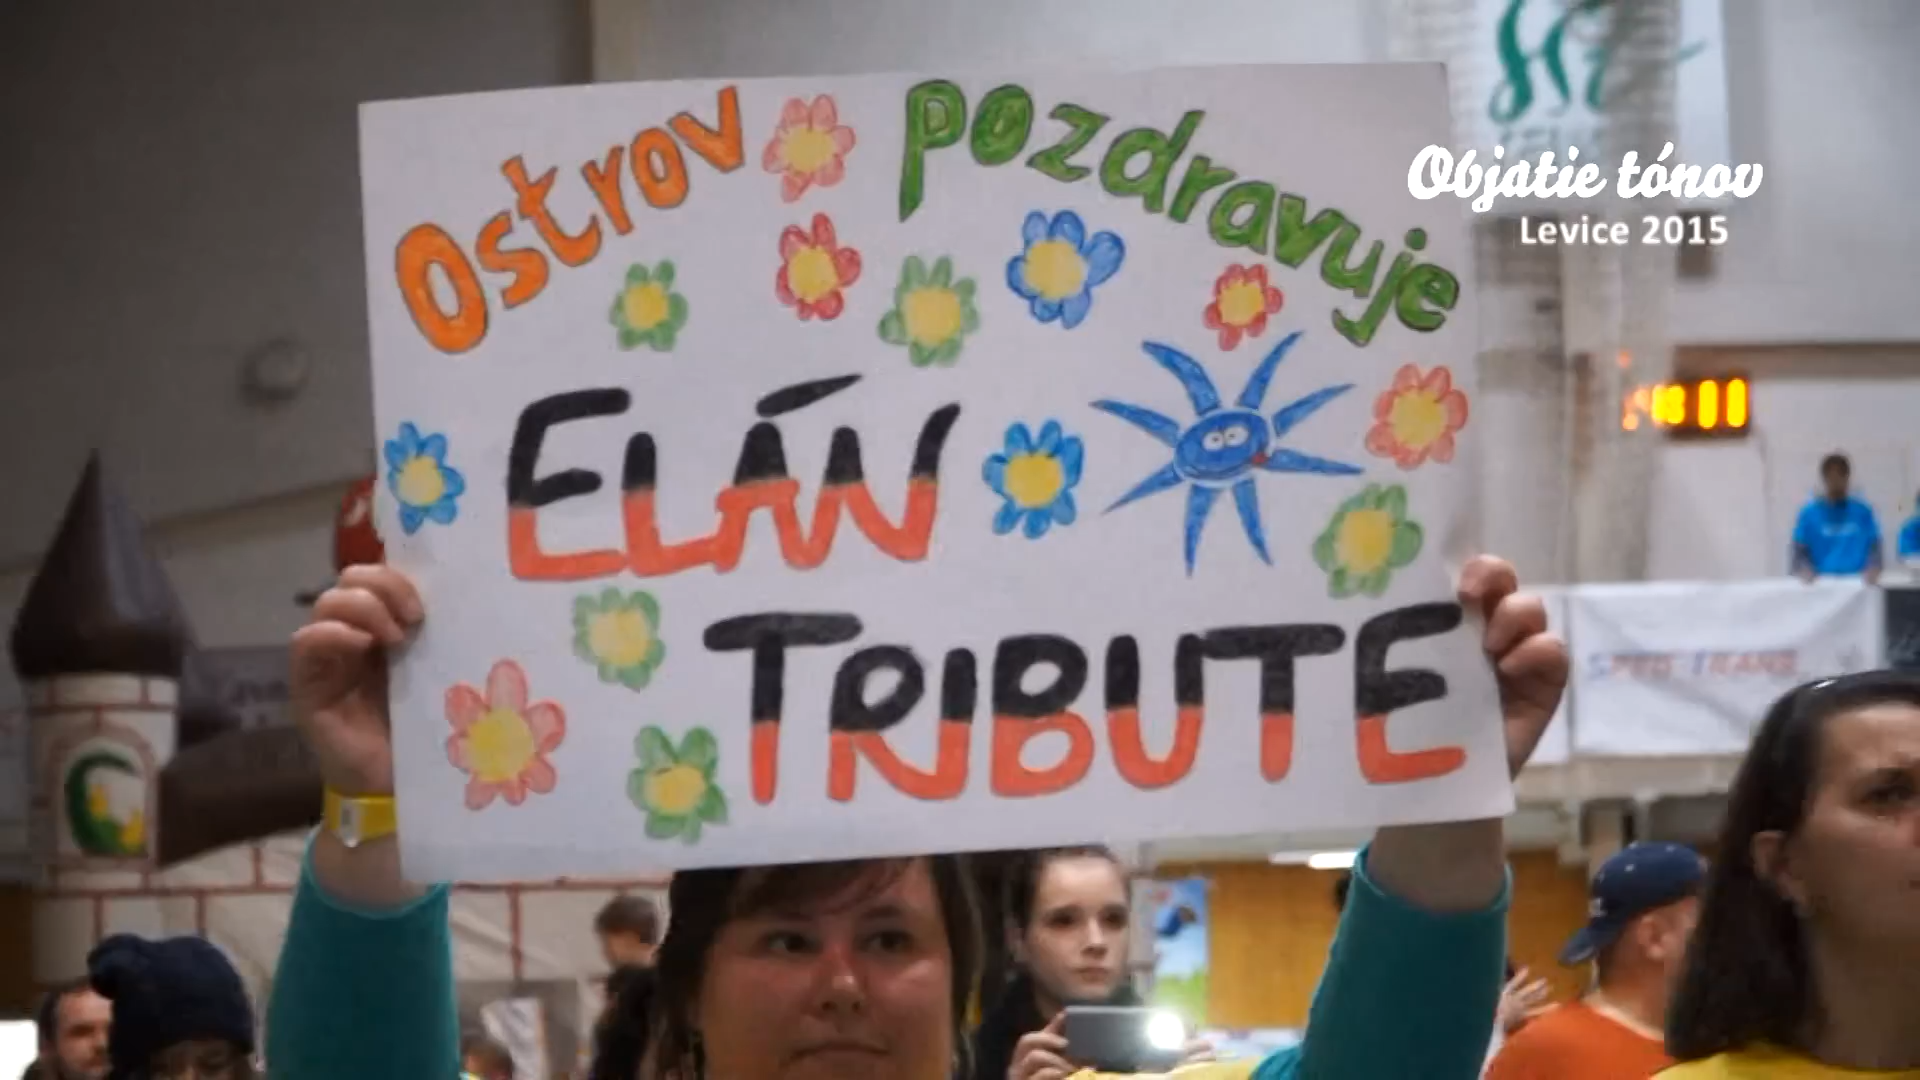 Ostrov pozdravuje
ELÁN
TRIBUTE
Objatie tónov
Levice 2015